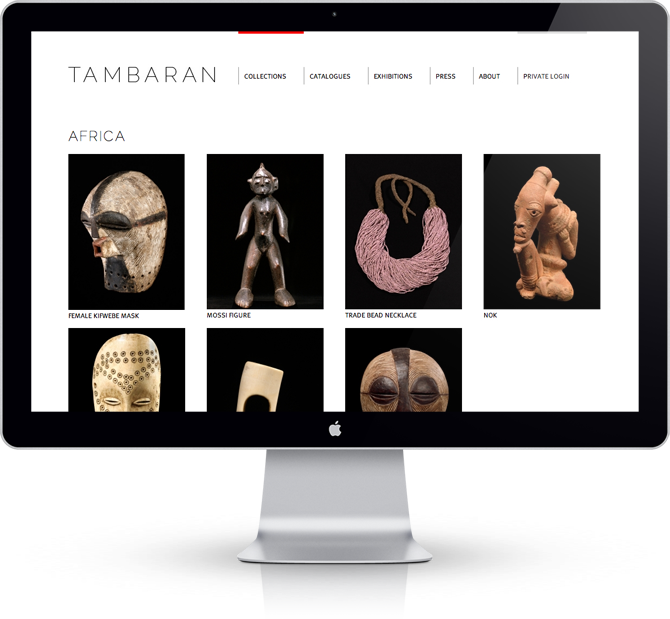 TAMBARAN
COLLECTIONS
CATALOGUES
EXHIBITIONS
PRESS
ABOUT
PRIVATE LOGIN
AFRICA
FEMALE KIFWEBE MASK
MOSSI FIGURE
TRADE BEAD NECKLACE
NOK